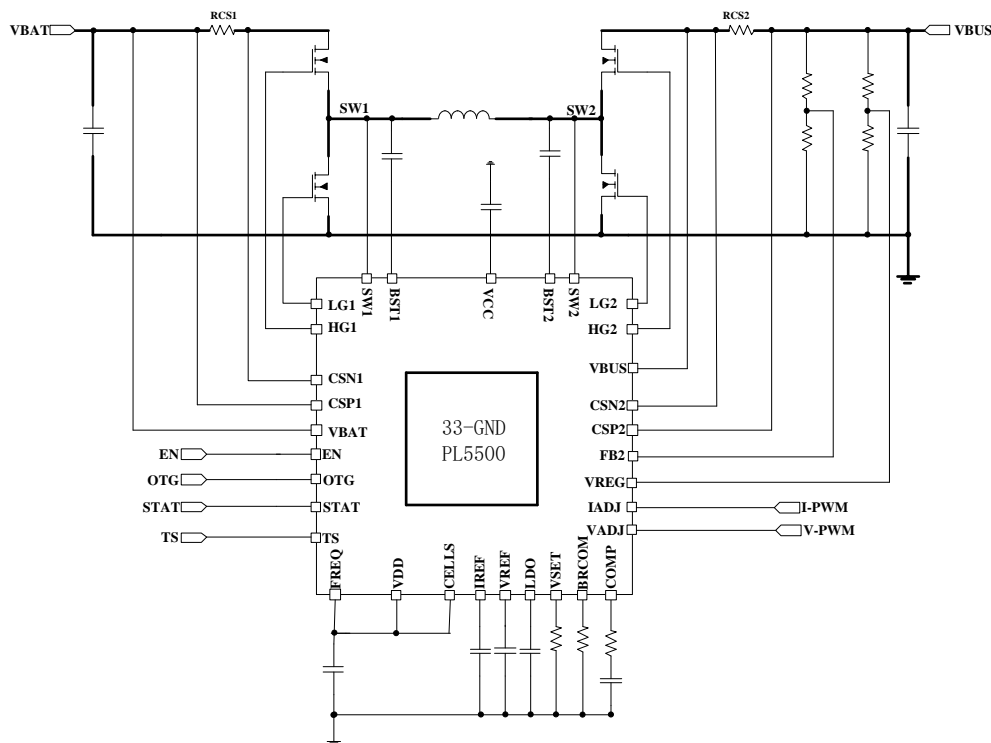 RCS1
RCS2
VBAT
VBUS
SW1
SW2
SW1
BST1
VCC
BST2
SW2
LG1
LG2
HG1
HG2
VBUS
CSN1
CSN2
CSP1
CSP2
VBAT
33-GND
PL5500
EN
EN
FB2
OTG
OTG
VREG
STAT
STAT
IADJ
I-PWM
TS
TS
VADJ
V-PWM
FREQ
VDD
CELLS
IREF
VREF
LDO
VSET
BRCOM
COMP